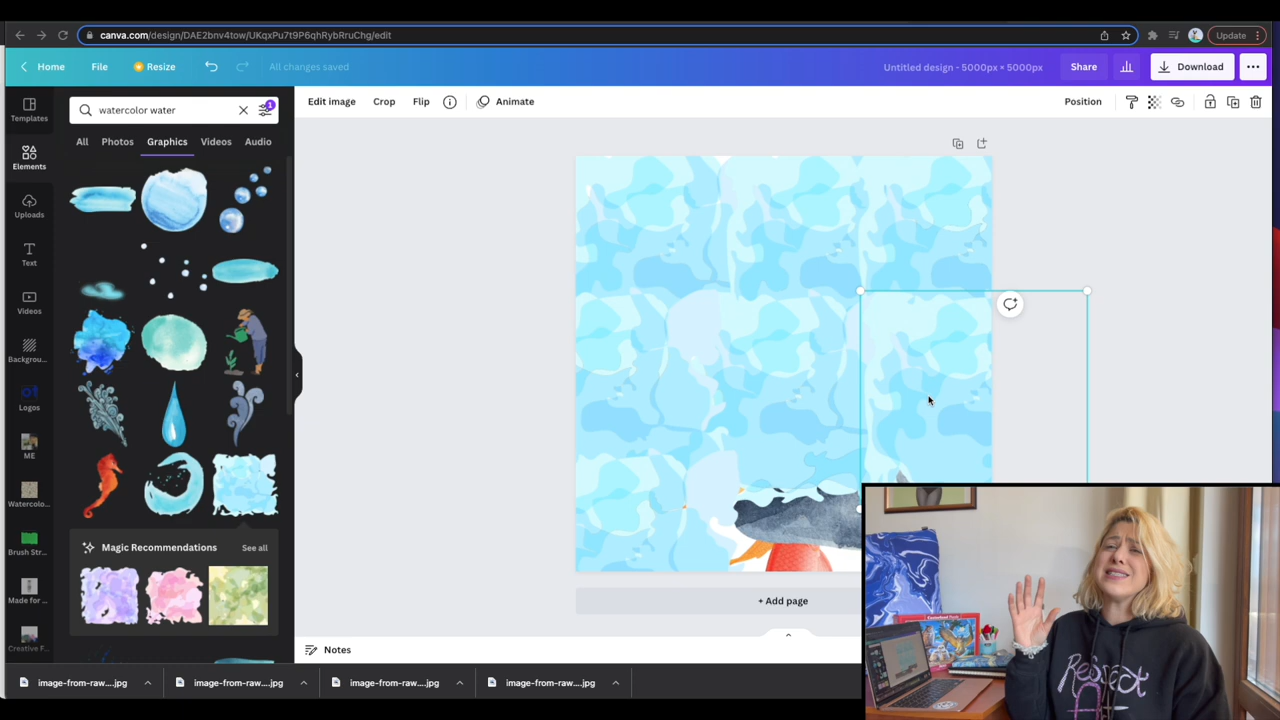 canva.com/design/DAE2bnv4tow/UKqxPu7t9P6qhRybRruChg/edit
Update
Home
File
Resize
All changes saved
Untitled design - 5000px × 5000px
Share
Download
Templates
Elements
Uploads
Text
Videos
Backgrou...
Logos
ME
Watercolo...
Brush Str...
Made for ...
Creative F...
watercolor water
1
All
Photos
Graphics
Videos
Audio
Magic Recommendations
See all
Edit image
Crop
Flip
Animate
Position
+ Add page
Notes
image-from-raw....jpg
image-from-raw....jpg
image-from-raw....jpg
image-from-raw....jpg